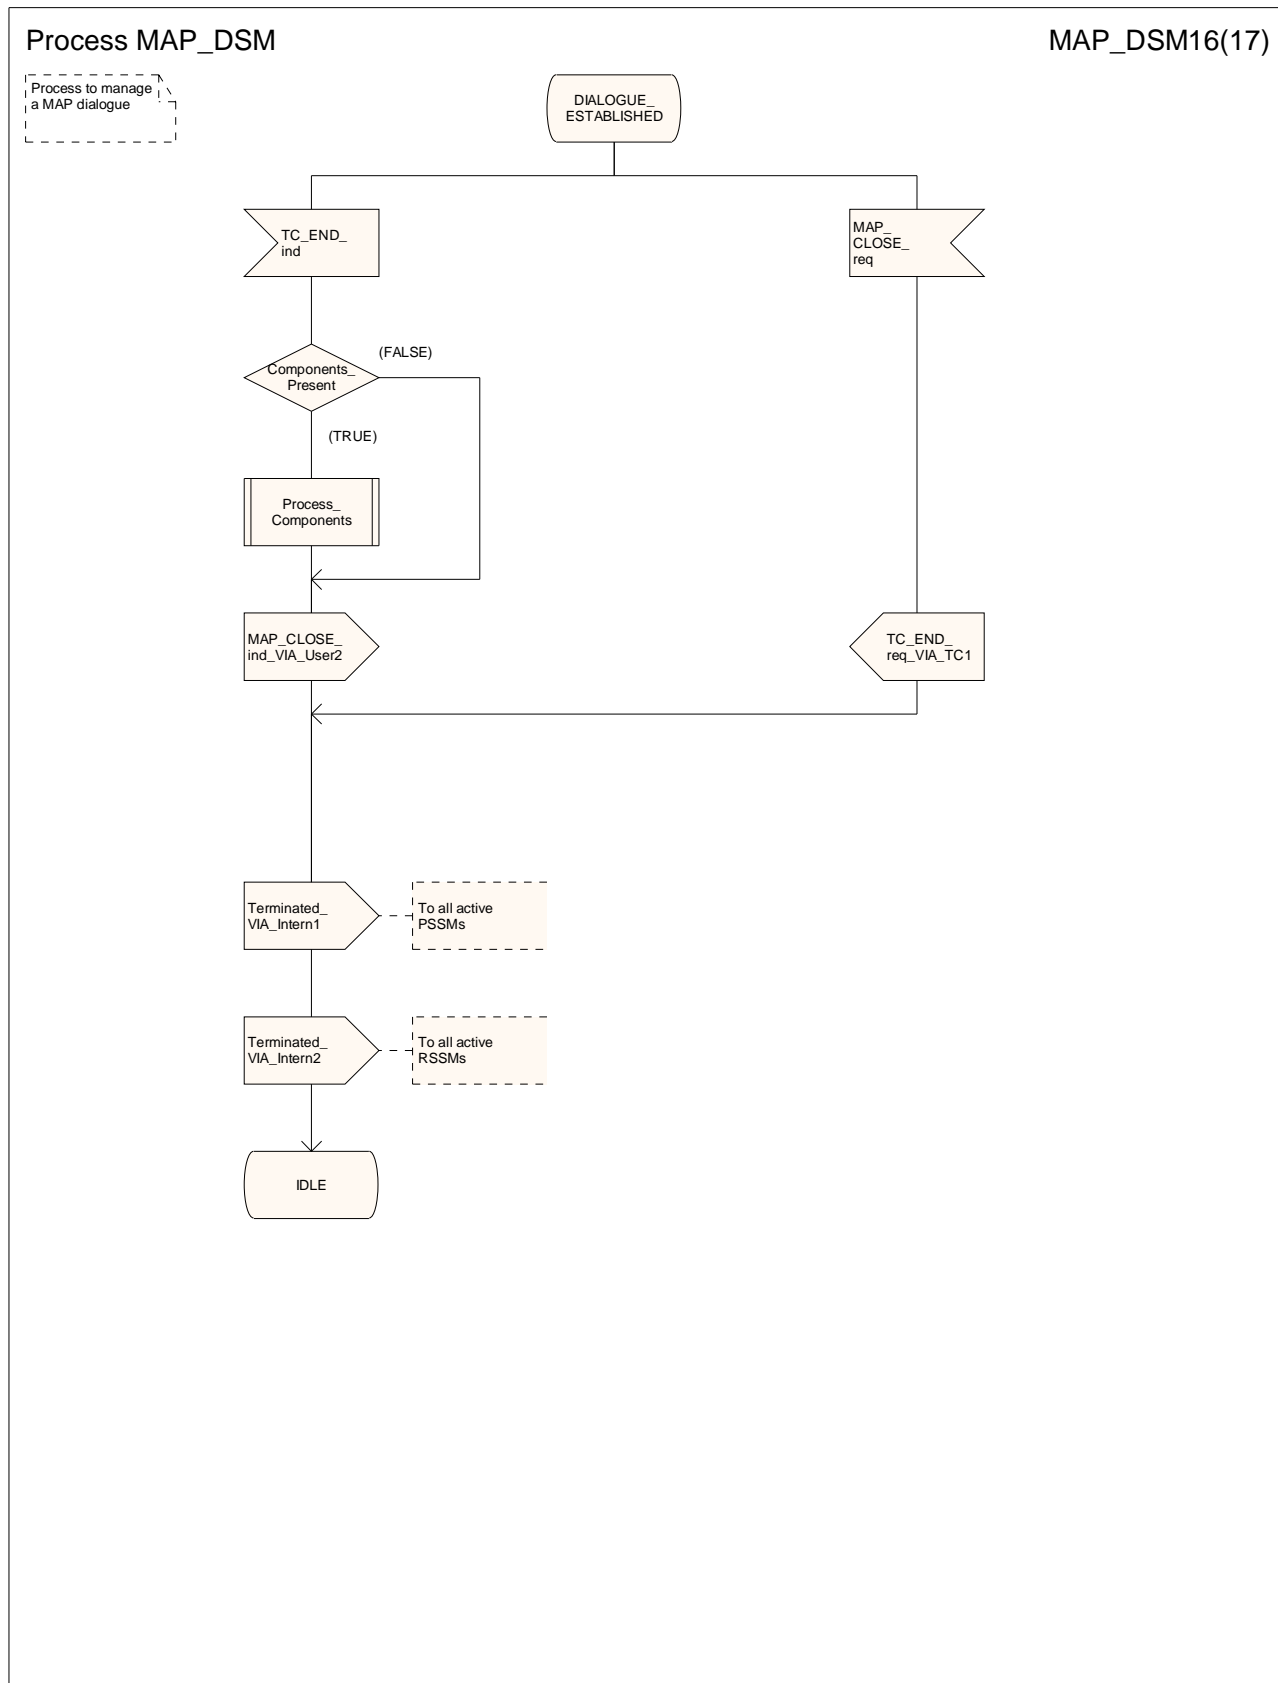 Process MAP_DSM
MAP_DSM16(17)
Process to manage
a MAP dialogue
DIALOGUE_
ESTABLISHED
TC_END_
ind
MAP_
CLOSE_
req
Components_
Present
(FALSE)
(TRUE)
Process_
Components
MAP_CLOSE_
ind_VIA_User2
TC_END_
req_VIA_TC1
Terminated_
VIA_Intern1
To all active
PSSMs
Terminated_
VIA_Intern2
To all active
RSSMs
IDLE